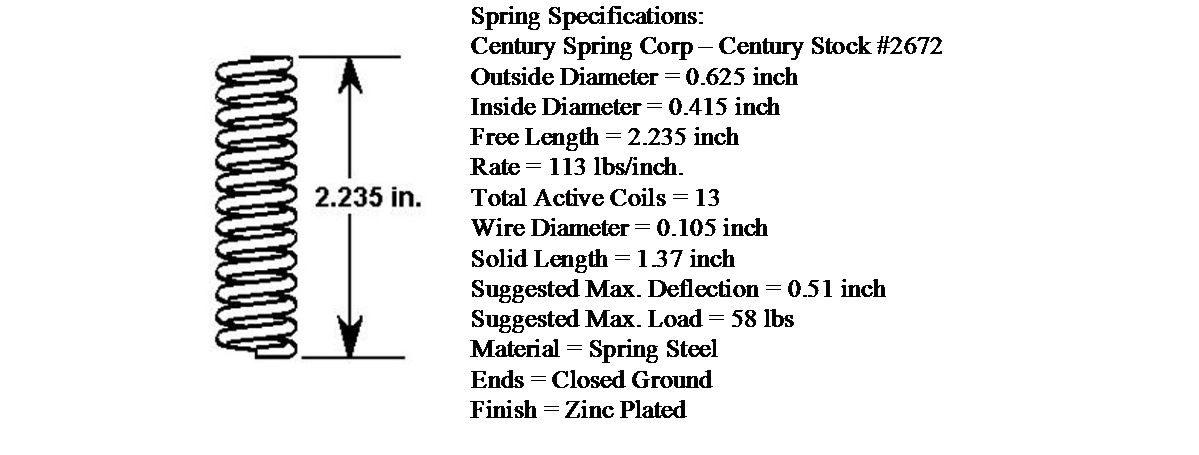 Spring Specifications:
Century Spring Corp – Century Stock #2672
Outside Diameter = 0.625 inch
Inside Diameter = 0.415 inch
Free Length = 2.235 inch
Rate = 113 lbs/inch.
2.235 in.
Total Active Coils = 13
Wire Diameter = 0.105 inch
Solid Length = 1.37 inch
Suggested Max. Deflection = 0.51 inch
Suggested Max. Load = 58 lbs
Material = Spring Steel
Ends = Closed Ground
Finish = Zinc Plated